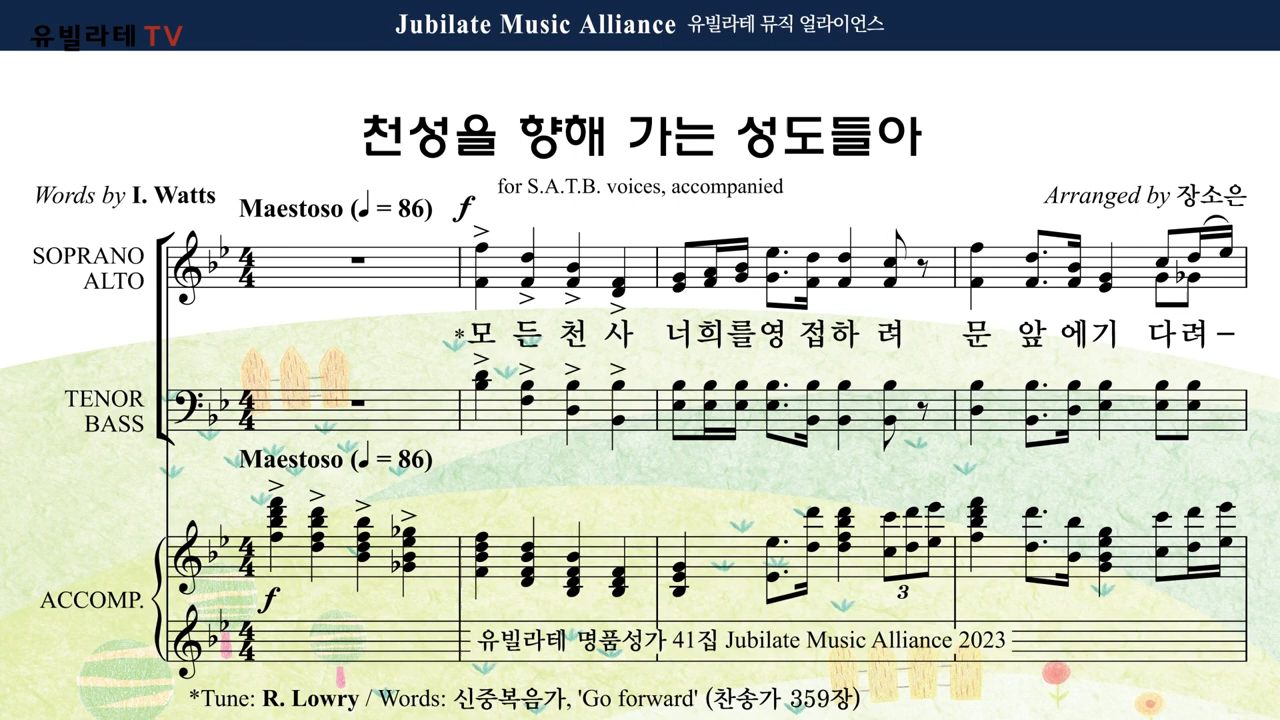 Jubilate Music Alliance 유빌라테 뮤직 얼라이언스
유빌라테 TV
천성을 향해 가는 성도들아
for S.A.T.B. voices, accompanied
Words by I. Watts
Arranged by 장소은
Maestoso (♩ = 86) f
SOPRANO
ALTO
*모 든 천 사 너희를영 접하 려 문 앞 에기 다려 –
TENOR
BASS
Maestoso (♩ = 86)
f
3
ACCOMP.
유빌라테 명품성가 41집 Jubilate Music Alliance 2023
*Tune: R. Lowry / Words: 신중복음가, 'Go forward' (찬송가 359장)